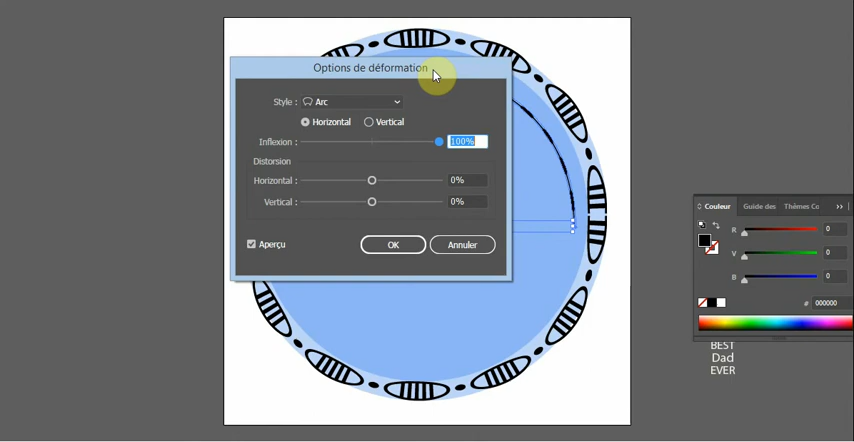 Options de déformation
Style : Arc
Horizontal Vertical
Inflexion : 100%
Distorsion
Horizontal : 0%
Vertical : 0%
Aperçu OK Annuler
Couleur Guide des Thèmes Co >>
R 0
V 0
B 0
# 000000
BEST
Dad
EVER